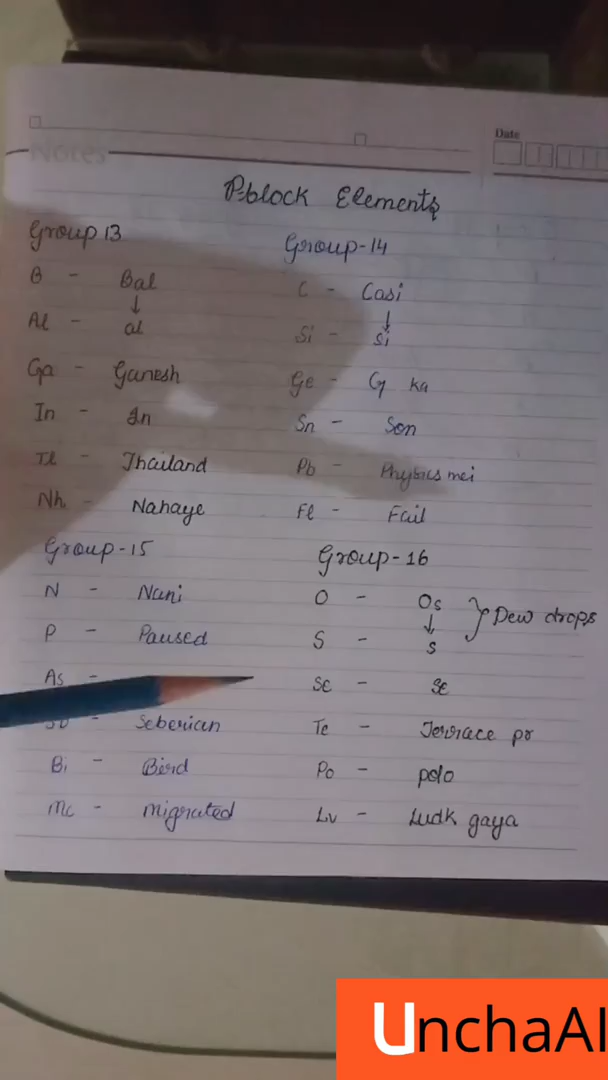 Date
Notes
P-block Elements
Group 13
B - Bal
↓
Al - al
Ga - Ganesh
In - In
Tl - Thailand
Nh - Nahaye
Group-14
C - Casi
↓
Si - Si
Ge - G ka
Sn - Son
Pb - Physics mei
Fl - Fail
Group-15
N - Nani
P - Paused
As -
Sb - Seberian
Bi - Bird
Mc - migrated
Group-16
O - Os
↓
S - s
} Dew drops
Se - se
Te - Terrace pr
Po - polo
Lv - Ludk gaya
UnchaAI